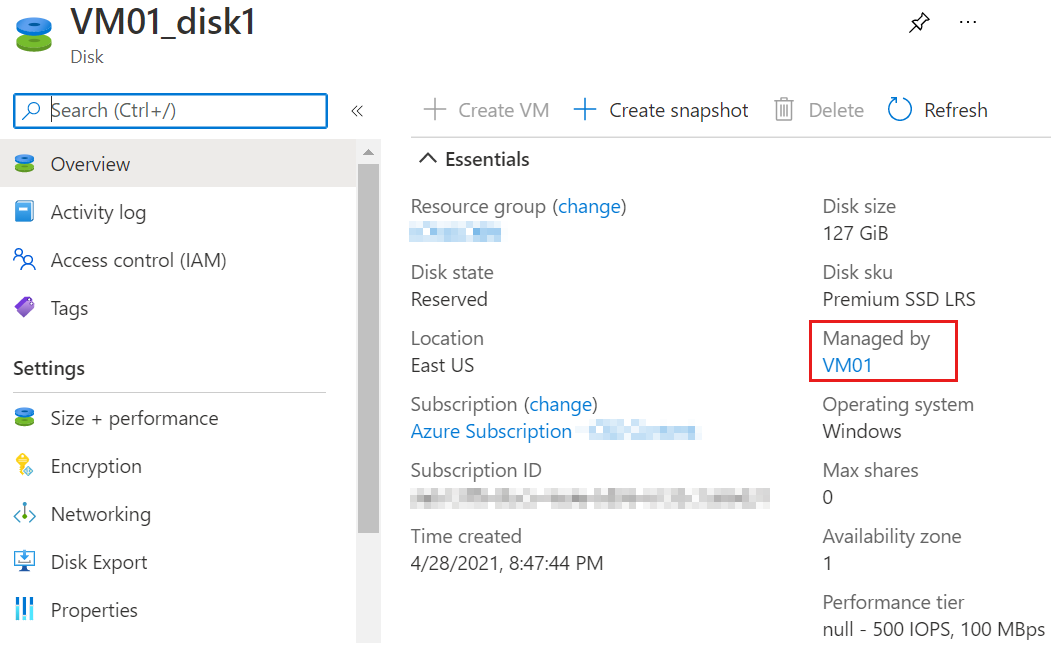 VM01_disk1
Disk
Search (Ctrl+/)
«
Create VM
Create snapshot
Delete
Refresh
Overview
Activity log
Access control (IAM)
Tags
Settings
Size + performance
Encryption
Networking
Disk Export
Properties
Essentials
Resource group (change)
Disk state
Reserved
Location
East US
Subscription (change)
Azure Subscription
Subscription ID
Time created
4/28/2021, 8:47:44 PM
Disk size
127 GiB
Disk sku
Premium SSD LRS
Managed by
VM01
Operating system
Windows
Max shares
0
Availability zone
1
Performance tier
null - 500 IOPS, 100 MBps